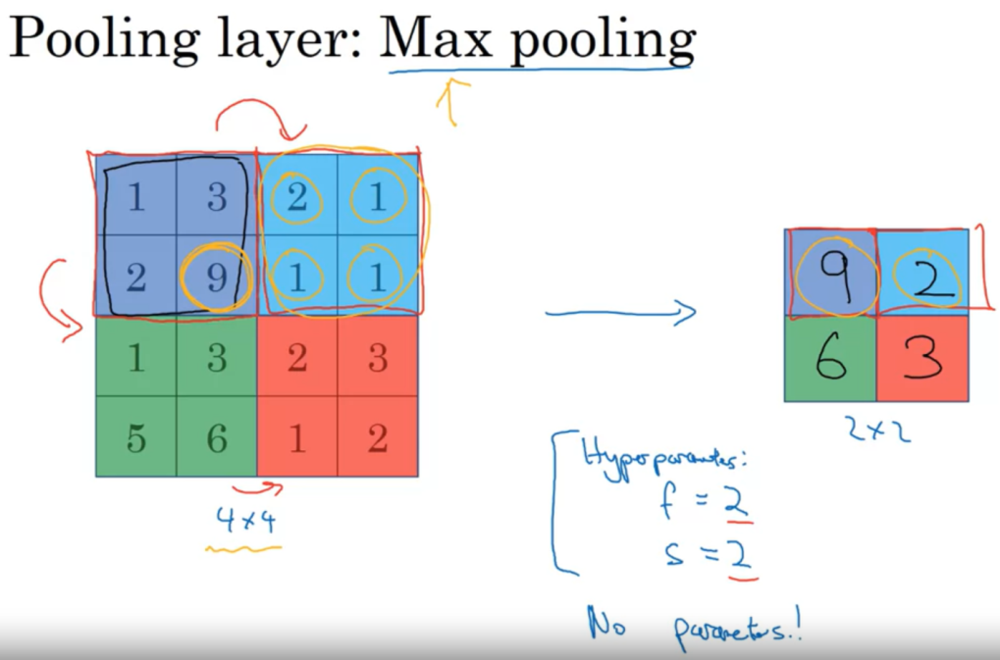 Pooling layer: Max pooling
1 3 2 1
2 9 1 1
1 3 2 3
5 6 1 2
4×4
9 2
6 3
2×2
Hyperparameters:
f = 2
s = 2
No parameters!